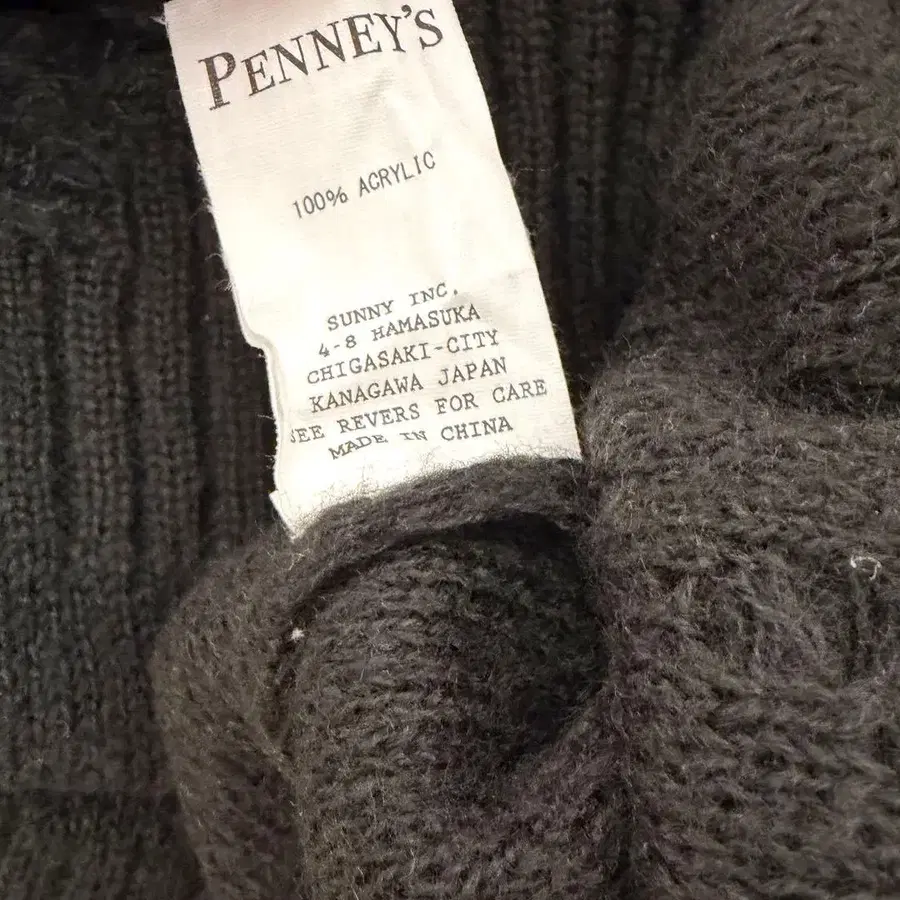 PENNEY'S
100% ACRYLIC
SUNNY INC.
4-8 HAMASUKA
CHIGASAKI-CITY
KANAGAWA JAPAN
SEE REVERS FOR CARE
MADE IN CHINA